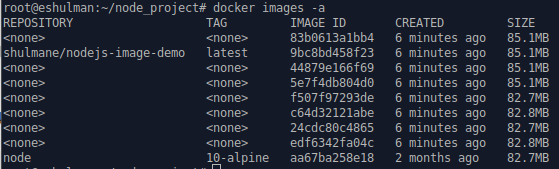 root@eshulman:~/node_project# docker images -a
REPOSITORY TAG IMAGE ID CREATED SIZE
<none> <none> 83b0613a1bb4 6 minutes ago 85.1MB
shulmane/nodejs-image-demo latest 9bc8bd458f23 6 minutes ago 85.1MB
<none> <none> 44879e166f69 6 minutes ago 85.1MB
<none> <none> 5e7f4db804d0 6 minutes ago 85.1MB
<none> <none> f507f97293de 6 minutes ago 82.7MB
<none> <none> c64d32121abe 6 minutes ago 82.8MB
<none> <none> 24cdc80c4865 6 minutes ago 82.7MB
<none> <none> edf6342fa04c 6 minutes ago 82.8MB
node 10-alpine aa67ba258e18 2 months ago 82.7MB